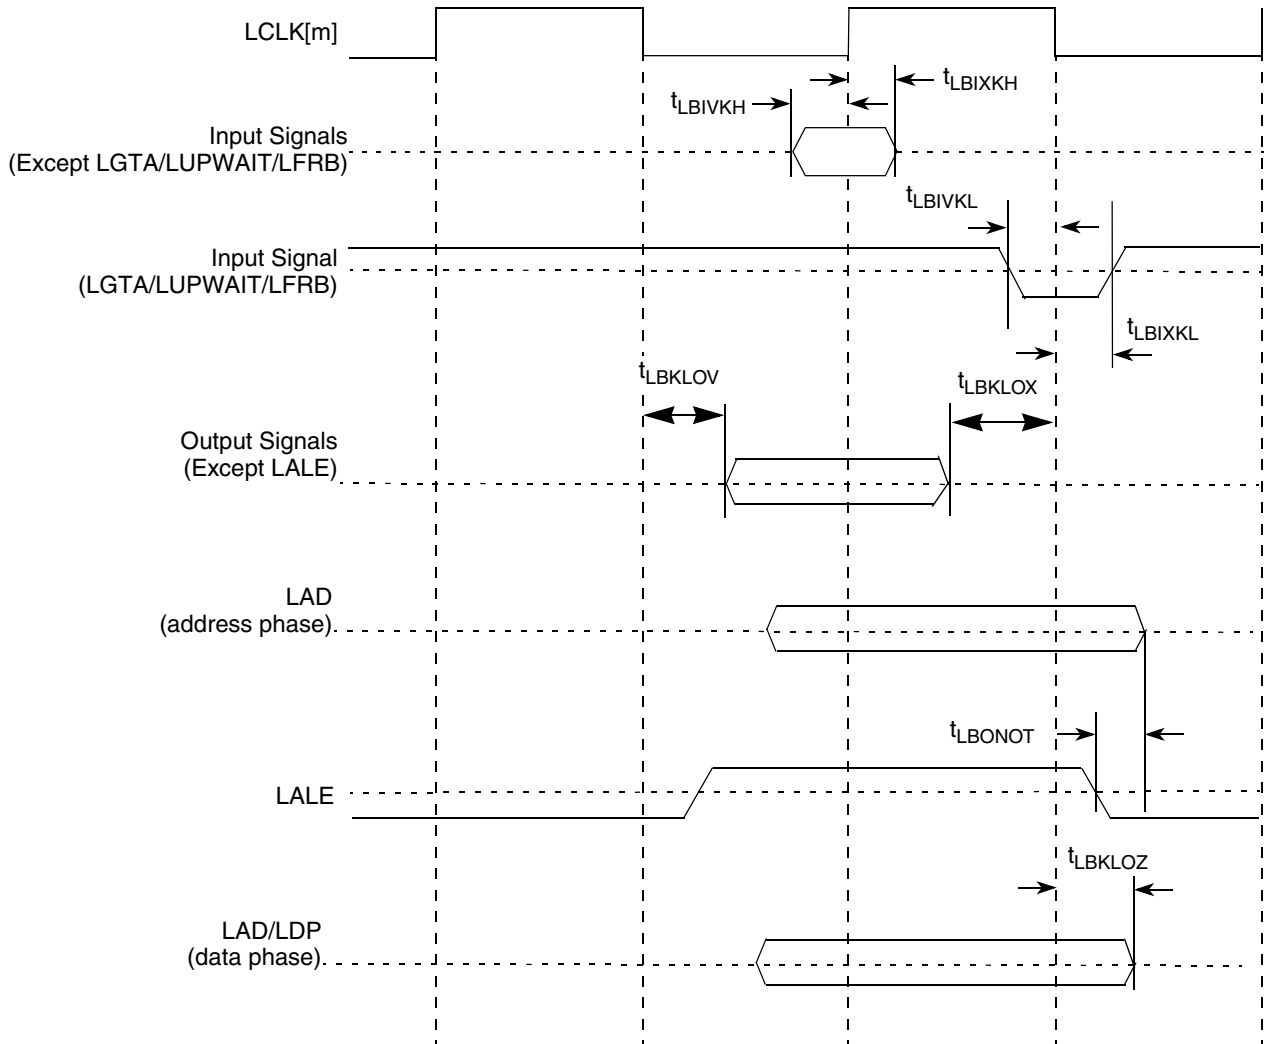 LCLK[m]
tLBIXKH
tLBIVKH
Input Signals
(Except LGTA/LUPWAIT/LFRB)
tLBIVKL
Input Signal
(LGTA/LUPWAIT/LFRB)
tLBIXKL
tLBKLOV
tLBKLOX
Output Signals
(Except LALE)
LAD
(address phase)
tLBONOT
LALE
tLBKLOZ
LAD/LDP
(data phase)